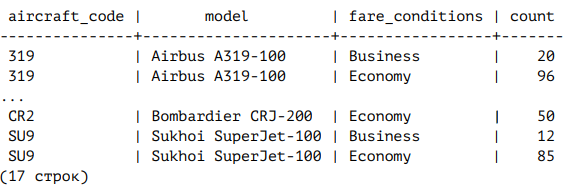 aircraft_code | model | fare_conditions | count
---------------+---------------------+-----------------+-------
319 | Airbus A319-100 | Business | 20
319 | Airbus A319-100 | Economy | 96
...
CR2 | Bombardier CRJ-200 | Economy | 50
SU9 | Sukhoi SuperJet-100 | Business | 12
SU9 | Sukhoi SuperJet-100 | Economy | 85
(17 строк)